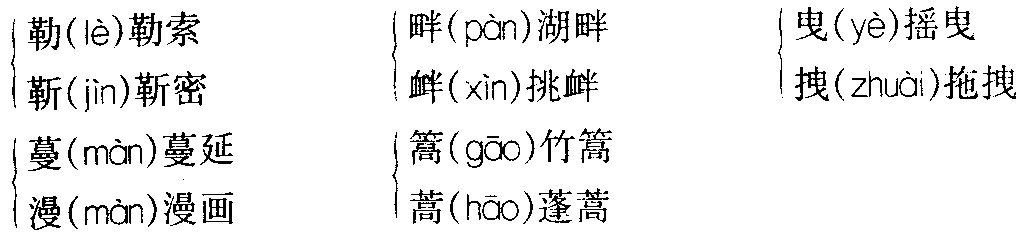 勒(lè)勒索 畔(pàn)湖畔 曳(yè)摇曳
靳(jìn)靳密 衅(xìn)挑衅 拽(zhuài)拖拽
蔓(màn)蔓延 篙(gāo)竹篙
漫(màn)漫画 蒿(hāo)蓬蒿